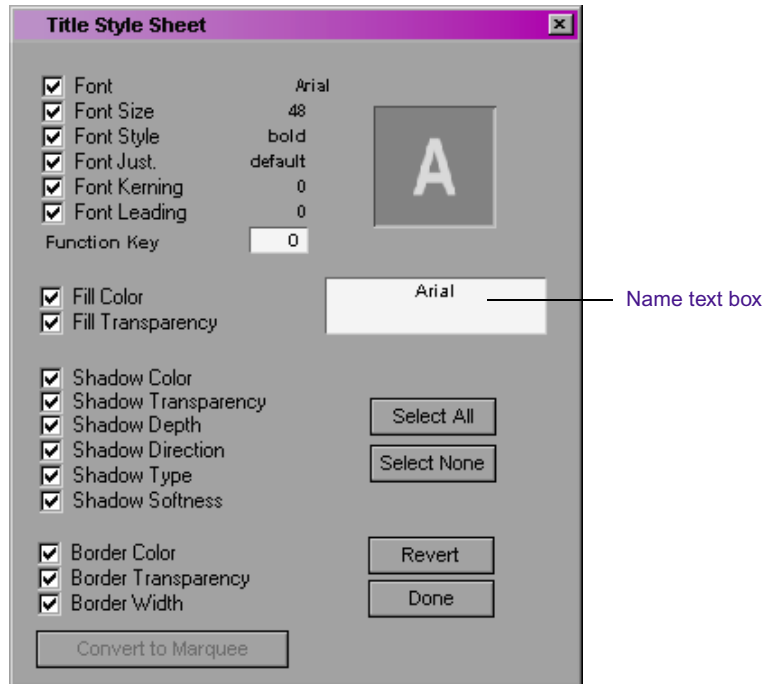 Title Style Sheet
Font Arial
Font Size 48
Font Style bold
Font Just. default
Font Kerning 0
Font Leading 0
Function Key 0
A
Fill Color
Fill Transparency
Arial
Name text box
Shadow Color
Shadow Transparency
Shadow Depth
Shadow Direction
Shadow Type
Shadow Softness
Select All
Select None
Border Color
Border Transparency
Border Width
Revert
Done
Convert to Marquee